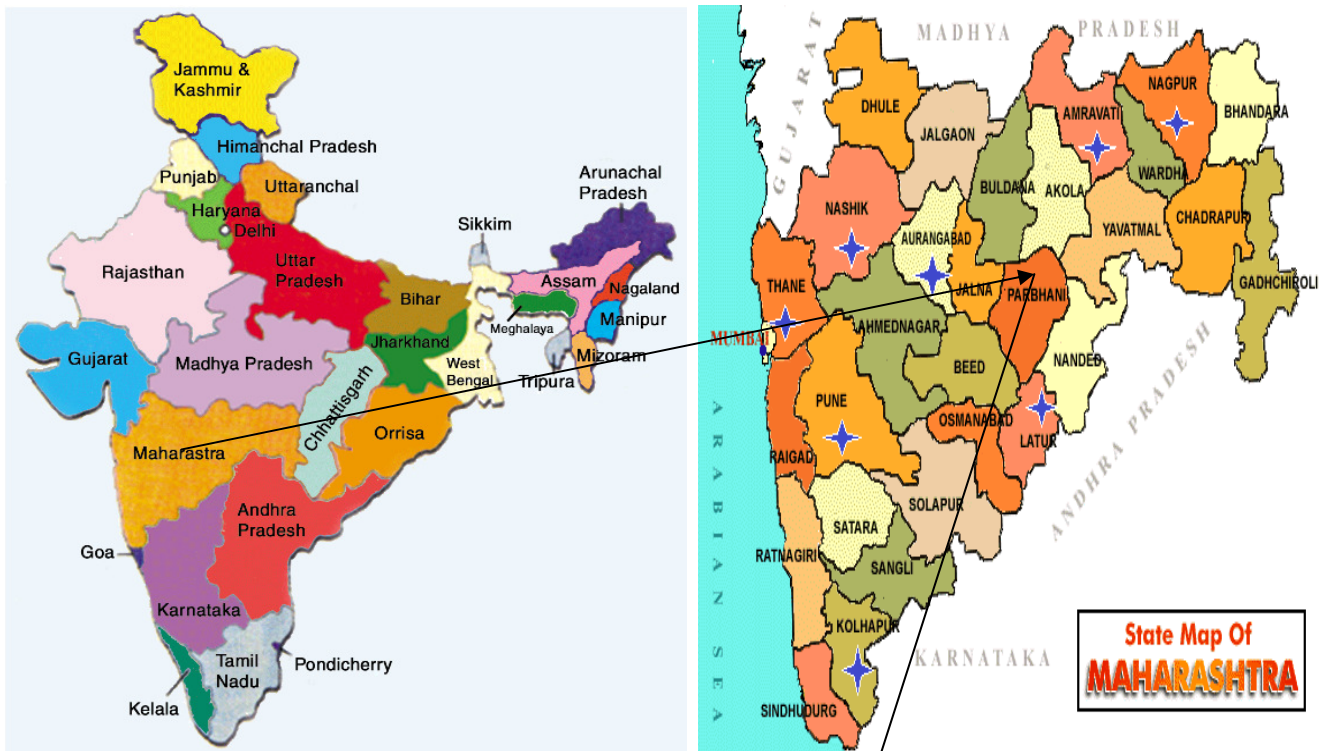 Jammu &
Kashmir
Himanchal Pradesh
Punjab
Uttaranchal
Haryana
Delhi
Arunachal
Pradesh
Sikkim
Rajasthan
Uttar
Pradesh
Bihar
Assam
Nagaland
Meghalaya
Manipur
Gujarat
Madhya Pradesh
Jharkhand
West
Bengal
Tripura
Mizoram
Chhattisgarh
Maharastra
Orrisa
Andhra
Pradesh
Goa
Karnataka
Tamil
Nadu
Pondicherry
Kelala
MADHYA PRADESH
GUJARAT
DHULE
JALGAON
AMRAVATI
NAGPUR
BHANDARA
BULDANA
AKOLA
WARDHA
NASHIK
AURANGABAD
YAVATMAL
CHADRAPUR
THANE
JALNA
PARBHANI
GADHCHIROLI
MUMBAI
AHMEDNAGAR
BEED
NANDED
PUNE
OSMANABAD
LATUR
RAIGAD
ANDHRA PRADESH
SOLAPUR
SATARA
RATNAGIRI
SANGLI
KOLHAPUR
KARNATAKA
SINDHUDURG
ARABIAN SEA
State Map Of
MAHARASHTRA